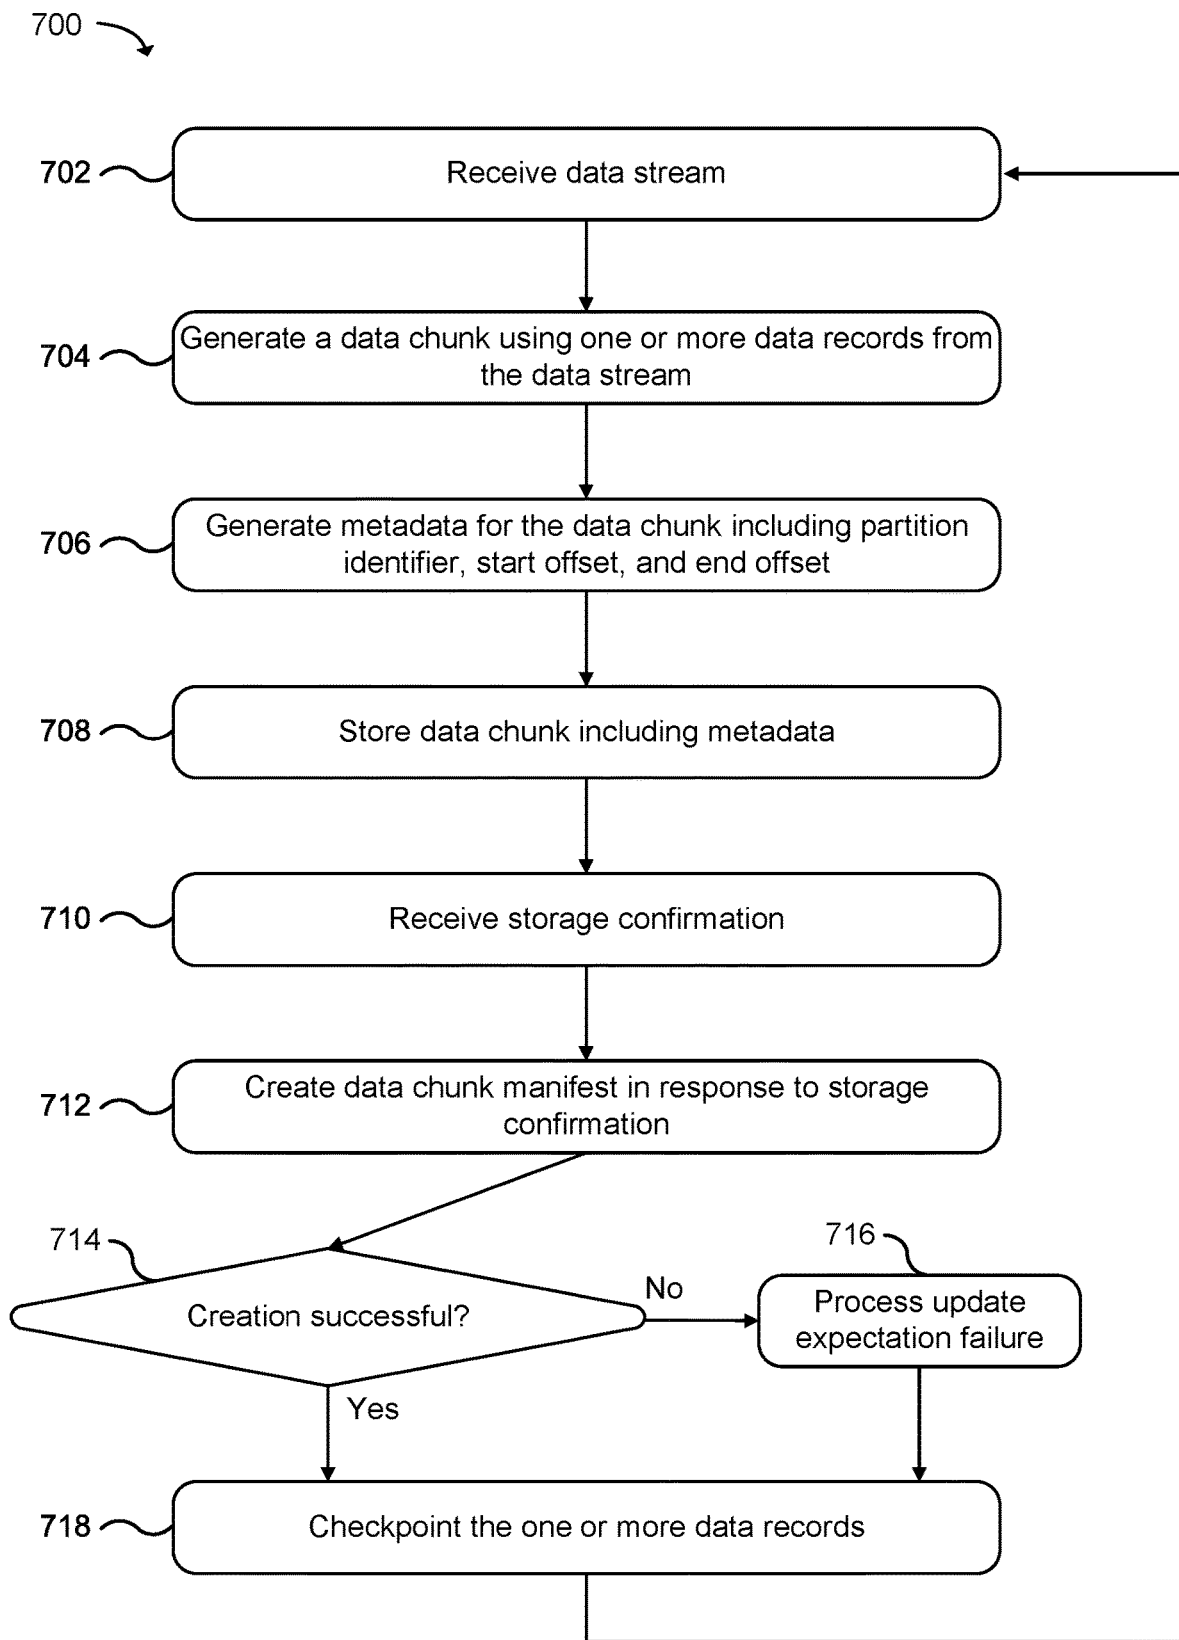 700
702
Receive data stream
704
Generate a data chunk using one or more data records from
the data stream
706
Generate metadata for the data chunk including partition
identifier, start offset, and end offset
708
Store data chunk including metadata
710
Receive storage confirmation
712
Create data chunk manifest in response to storage
confirmation
714
716
Creation successful?
No
Process update
expectation failure
Yes
718
Checkpoint the one or more data records